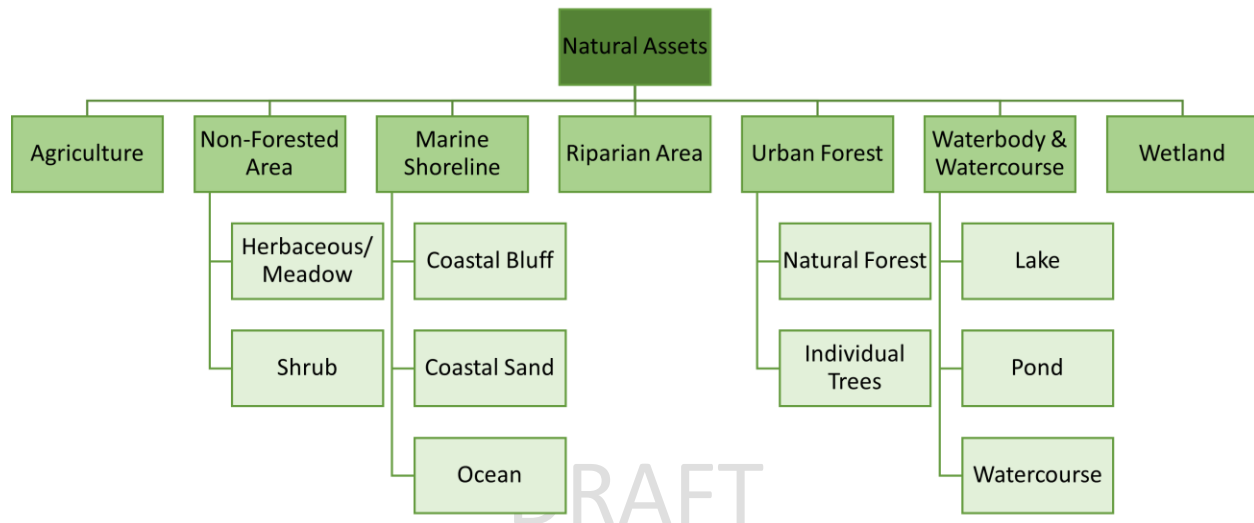 Natural Assets
Agriculture
Non-Forested
Area
Marine
Shoreline
Riparian Area
Urban Forest
Waterbody &
Watercourse
Wetland
Herbaceous/
Meadow
Coastal Bluff
Natural Forest
Lake
Shrub
Coastal Sand
Individual
Trees
Pond
Ocean
Watercourse
DRAFT